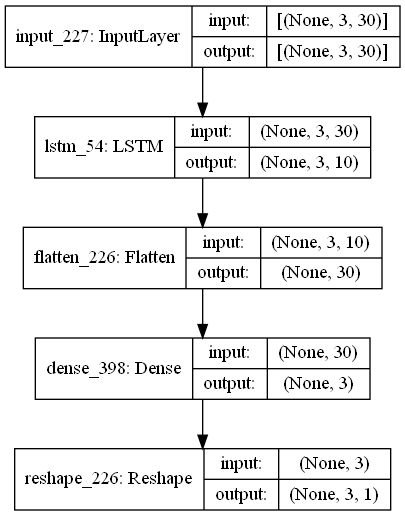 input_227: InputLayer
input:
[(None, 3, 30)]
output:
[(None, 3, 30)]
lstm_54: LSTM
input:
(None, 3, 30)
output:
(None, 3, 10)
flatten_226: Flatten
input:
(None, 3, 10)
output:
(None, 30)
dense_398: Dense
input:
(None, 30)
output:
(None, 3)
reshape_226: Reshape
input:
(None, 3)
output:
(None, 3, 1)